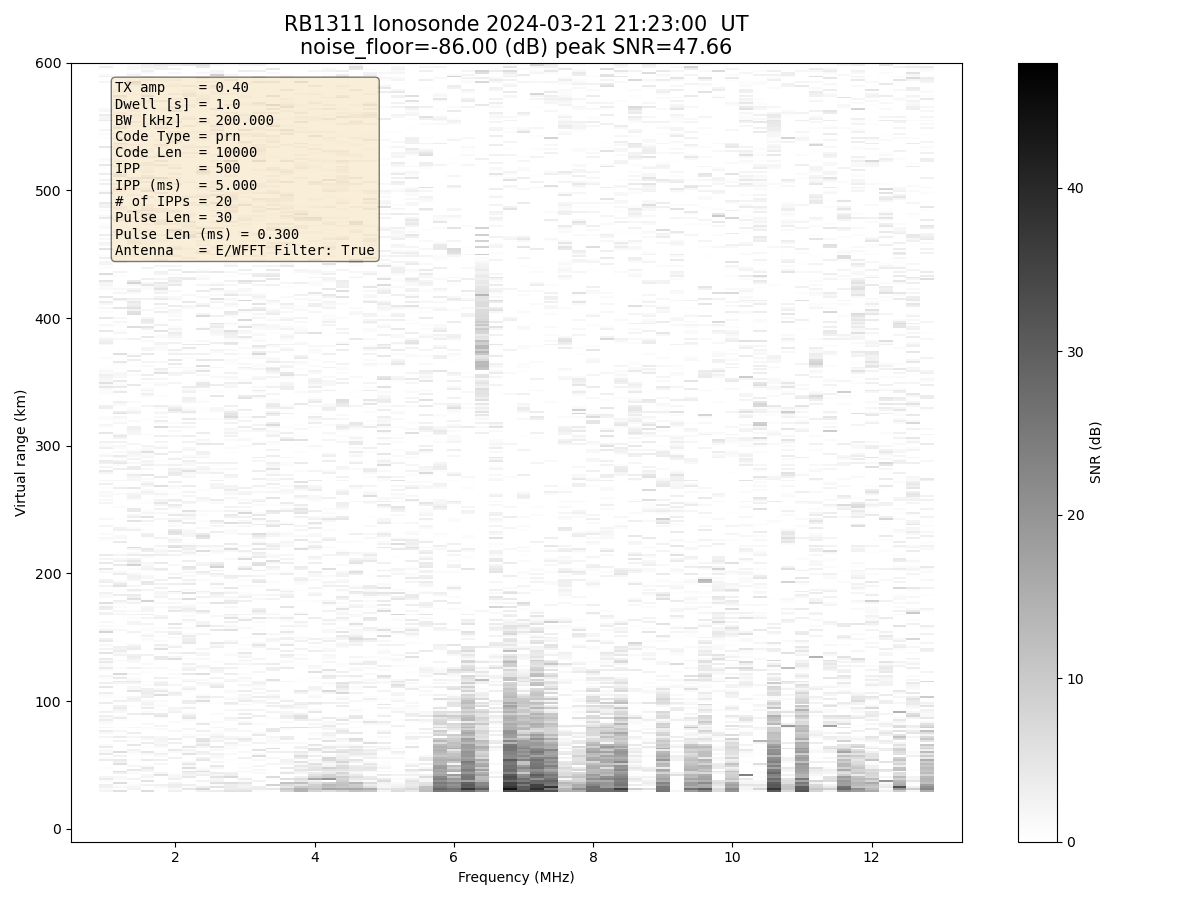 RB1311 Ionosonde 2024-03-21 21:23:00  UT
noise_floor=-86.00 (dB) peak SNR=47.66
TX amp    = 0.40
Dwell [s] = 1.0
BW [kHz]  = 200.000
Code Type = prn
Code Len  = 10000
IPP       = 500
IPP (ms)  = 5.000
# of IPPs = 20
Pulse Len = 30
Pulse Len (ms) = 0.300
Antenna   = E/WFFT Filter: True
600
500
400
300
200
100
0
Virtual range (km)
2 4 6 8 10 12
Frequency (MHz)
40
30
20
10
0
SNR (dB)